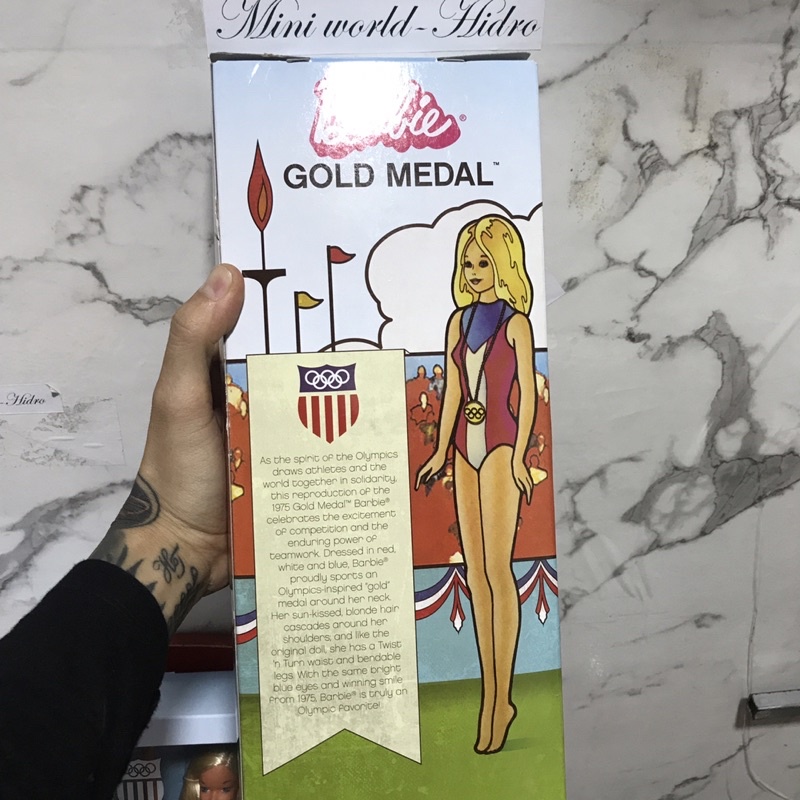 Mini world-Hidro
Barbie®
GOLD MEDAL™
As the spirit of the Olympics
draws athletes and the
world together in solidarity,
this reproduction of the
1975 Gold Medal™ Barbie®
celebrates the excitement
of competition and the
enduring power of
teamwork. Dressed in red,
white and blue, Barbie®
proudly sports an
Olympics-inspired "gold"
medal around her neck.
Her sun-kissed, blonde hair
cascades around her
shoulders; and like the
original doll, she has a Twist
'n Turn waist and bendable
legs. With the same bright
blue eyes and winning smile
from 1975, Barbie® is truly an
Olympic favorite!
-Hidro